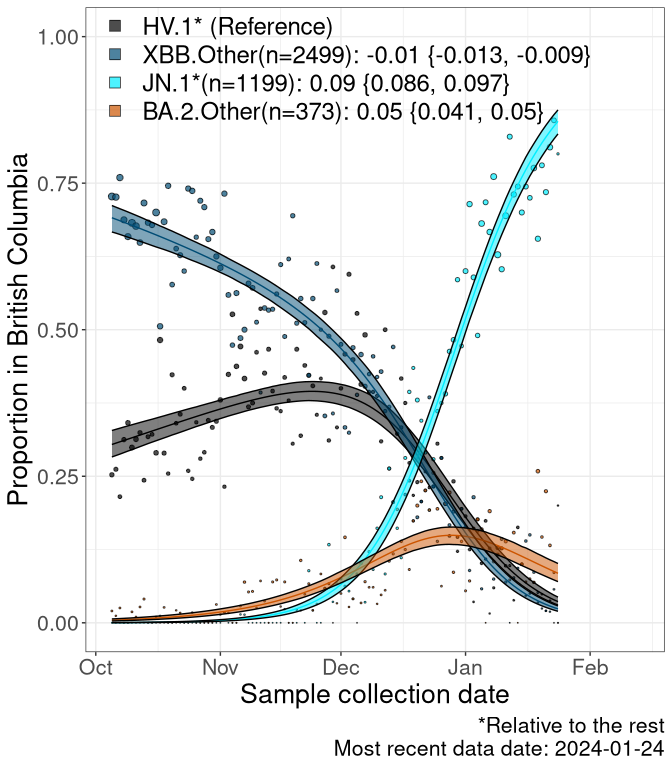 HV.1* (Reference)
XBB.Other(n=2499): -0.01 {-0.013, -0.009}
JN.1*(n=1199): 0.09 {0.086, 0.097}
BA.2.Other(n=373): 0.05 {0.041, 0.05}
Proportion in British Columbia
1.00
0.75
0.50
0.25
0.00
Oct Nov Dec Jan Feb
Sample collection date
*Relative to the rest
Most recent data date: 2024-01-24